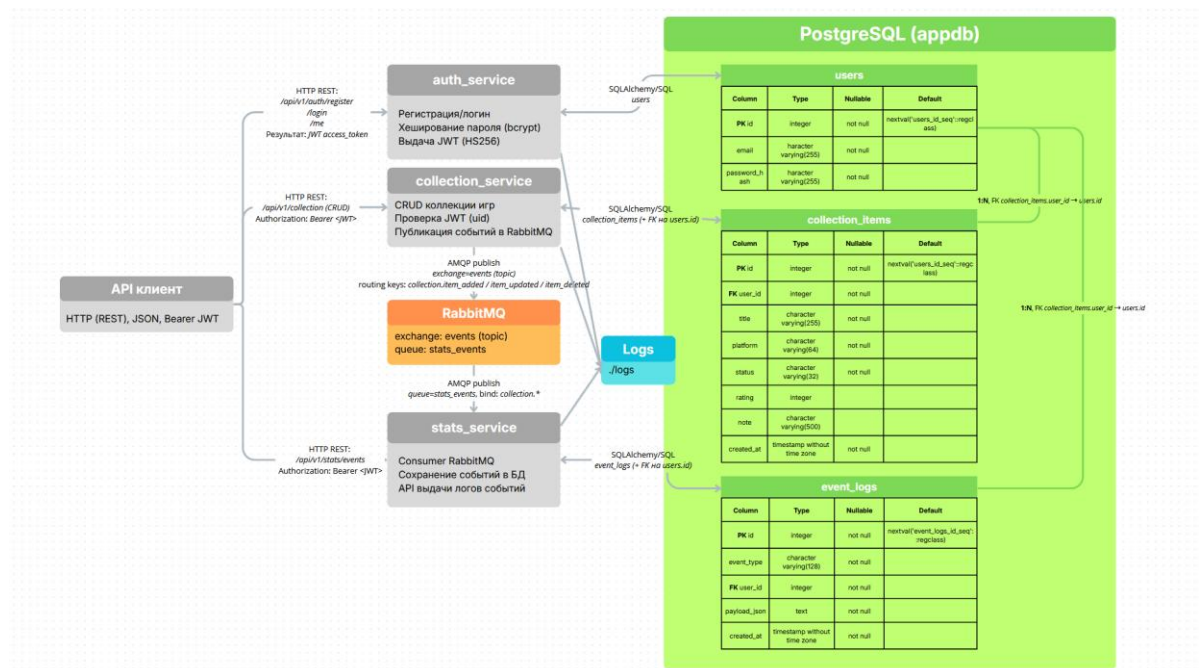 PostgreSQL (appdb)
API клиент
HTTP (REST), JSON, Bearer JWT
HTTP REST:
/api/v1/auth/register
/login
/me
Результат: JWT access_token
HTTP REST:
/api/v1/collection (CRUD)
Authorization: Bearer <JWT>
HTTP REST:
/api/v1/stats/events
Authorization: Bearer <JWT>
auth_service
Регистрация/логин
Хеширование пароля (bcrypt)
Выдача JWT (HS256)
collection_service
CRUD коллекции игр
Проверка JWT (uid)
Публикация событий в RabbitMQ
AMQP publish
exchange=events (topic)
routing keys: collection.item_added / item_updated / item_deleted
RabbitMQ
exchange: events (topic)
queue: stats_events
AMQP publish
queue=stats_events, bind: collection.*
stats_service
Consumer RabbitMQ
Сохранение событий в БД
API выдачи логов событий
Logs
./logs
SQLAlchemy/SQL
users
SQLAlchemy/SQL
collection_items (+ FK на users.id)
SQLAlchemy/SQL
event_logs (+ FK на users.id)
users
Column Type Nullable Default
PK id integer not null nextval('users_id_seq'::regcl
ass)
email haracter
varying(255) not null
password_h
ash haracter
varying(255) not null
collection_items
Column Type Nullable Default
PK id integer not null nextval('users_id_seq'::regc
lass)
FK user_id integer not null
title character
varying(255) not null
platform character
varying(64) not null
status character
varying(32) not null
rating integer
note character
varying(500)
created_at timestamp without
time zone not null
event_logs
Column Type Nullable Default
PK id integer not null nextval('event_logs_id_seq':
:regclass)
event_type character
varying(128) not null
FK user_id integer not null
payload_json text not null
created_at timestamp without
time zone not null
1:N, FK collection_items.user_id → users.id
1:N, FK collection_items.user_id → users.id